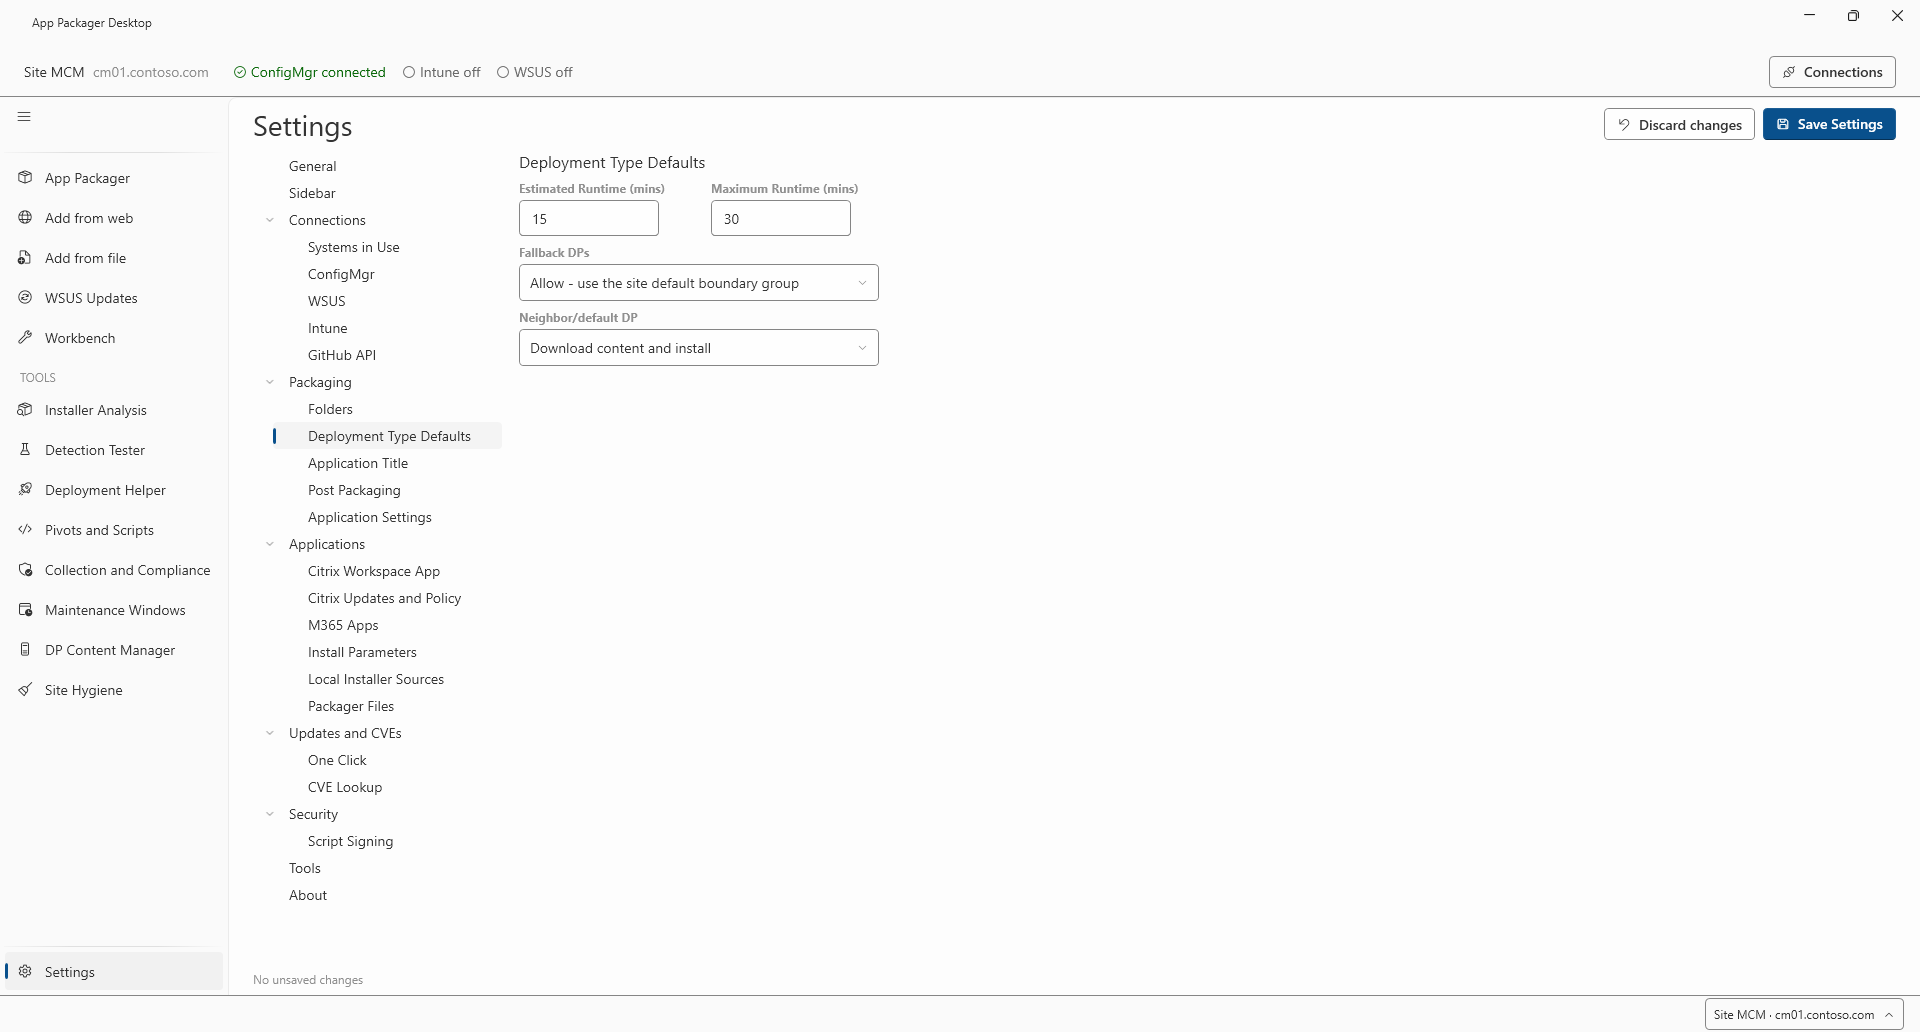 App Packager Desktop
Site MCM cm01.contoso.com ConfigMgr connected Intune off WSUS off Connections
Settings
Discard changes
Save Settings
App Packager
Add from web
Add from file
WSUS Updates
Workbench
TOOLS
Installer Analysis
Detection Tester
Deployment Helper
Pivots and Scripts
Collection and Compliance
Maintenance Windows
DP Content Manager
Site Hygiene
Settings
General
Sidebar
Connections
Systems in Use
ConfigMgr
WSUS
Intune
GitHub API
Packaging
Folders
Deployment Type Defaults
Application Title
Post Packaging
Application Settings
Applications
Citrix Workspace App
Citrix Updates and Policy
M365 Apps
Install Parameters
Local Installer Sources
Packager Files
Updates and CVEs
One Click
CVE Lookup
Security
Script Signing
Tools
About
Deployment Type Defaults
Estimated Runtime (mins) Maximum Runtime (mins)
15 30
Fallback DPs
Allow - use the site default boundary group
Neighbor/default DP
Download content and install
No unsaved changes
Site MCM · cm01.contoso.com